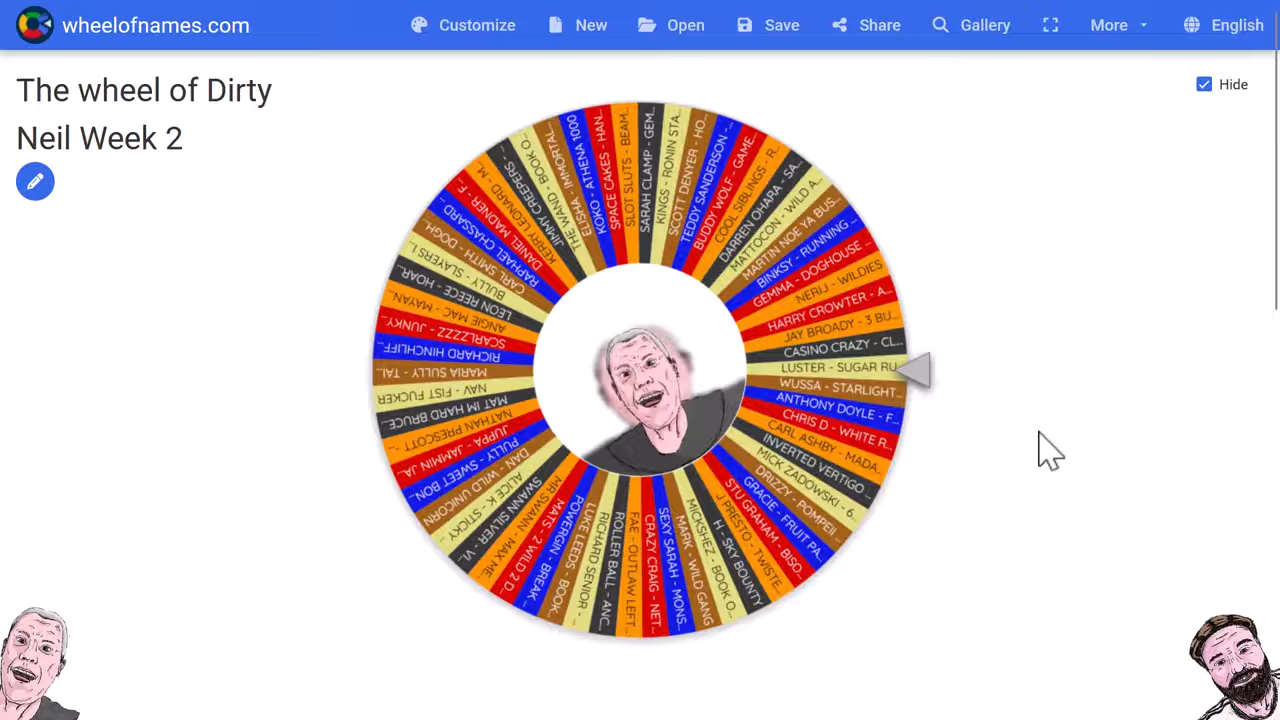 wheelofnames.com
Customize
New
Open
Save
Share
Gallery
More
English
The wheel of Dirty
Neil Week 2
Hide
SARAH CLAMP - GEM...
KINGS - RONIN STA...
SCOTT DENYER - HO...
TEDDY SANDERSON - ...
BUDDY WOLF - GAME...
COOL SIBLINGS - R...
DARREN OHARA - SA...
MATTOCON - WILD A...
MARTIN NOE YA BUS...
BINKSY - RUNNING ...
GEMMA - DOGHOUSE ...
NERIJ - WILDIES
HARRY CROWTER - A...
JAY BROADY - 3 BU...
CASINO CRAZY - CL...
LUSTER - SUGAR RU...
WUSSA - STARLIGHT...
ANTHONY DOYLE - F...
CHRIS D - WHITE R...
CARL ASHBY - MADA...
INVERTED VERTIGO ...
MICK ZADOWSKI - 6...
DRIZZY - POMPEII ...
GRACIE - FRUIT PA...
STU GRAHAM - BISO...
J PRESTO - TWISTE...
H - SKY BOUNTY
MICKSHEZ - BOOK O...
MARK - WILD GANG
SEXY SARAH - MONS...
CRAZY CRAIG - NET...
FAE - OUTLAW LEFT...
ROLLER BALL - ANC...
RICHARD SENIOR - ...
LUKE LEEDS - BOOK...
POWERGIN - BREAK...
MATS - 2 WILD 2 D...
MR SWANN - MAX ME...
SWANN SILVER - VI...
ALICE K - STICKY ...
DAN - WILD UNICORN
PULLY - SWEET BON...
JUPPA - JAMMIN JA...
NATHAN PRESCOTT - ...
MAT IM HARD BRUCE...
NAV - FIST FUCKER
MARIA SULLY - TAL...
RICHARD HINCHLIFF...
SCARLZZZZ - JUNKY...
ANGIE MAC - MAYAN...
LEON REECE - HOAR...
BULLY - SLAYERS I...
CARL SMITH - DOGH...
RAPHAEL CHASSARD ...
DANIEL MADNER - F...
KERRY LEONARD - M...
JIMMY CREEPERS - ...
THE WAND - BOOK O...
ELISHA - IMMORTAL...
KOKO - ATHENA 1000
SPACE CAKES - HAN...
SLOT SLUTS - BEAM...